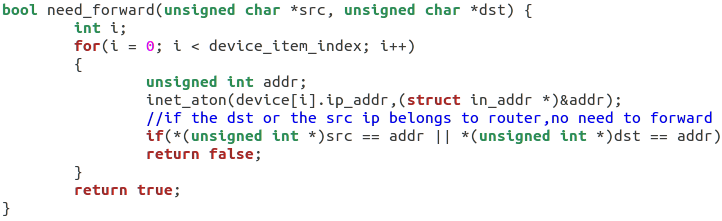 bool need_forward(unsigned char *src, unsigned char *dst) {
        int i;
        for(i = 0; i < device_item_index; i++)
        {
                unsigned int addr;
                inet_aton(device[i].ip_addr,(struct in_addr *)&addr);
                //if the dst or the src ip belongs to router,no need to forward
                if(*(unsigned int *)src == addr || *(unsigned int *)dst == addr)
                return false;
        }
        return true;
}